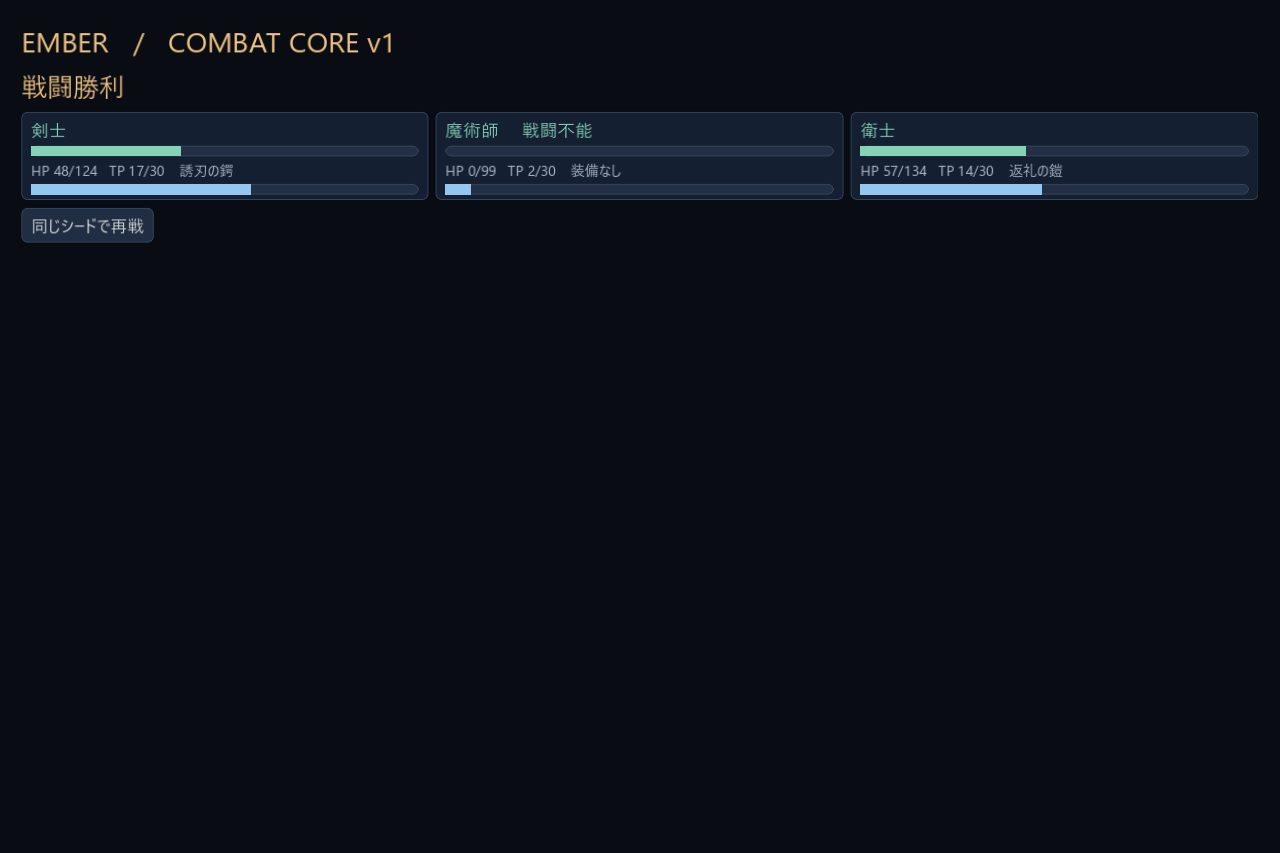 EMBER / COMBAT CORE v1
戦闘勝利
剣士
HP 48/124 TP 17/30 誘刃の鍔
魔術師 戦闘不能
HP 0/99 TP 2/30 装備なし
衛士
HP 57/134 TP 14/30 返礼の鎧
同じシードで再戦